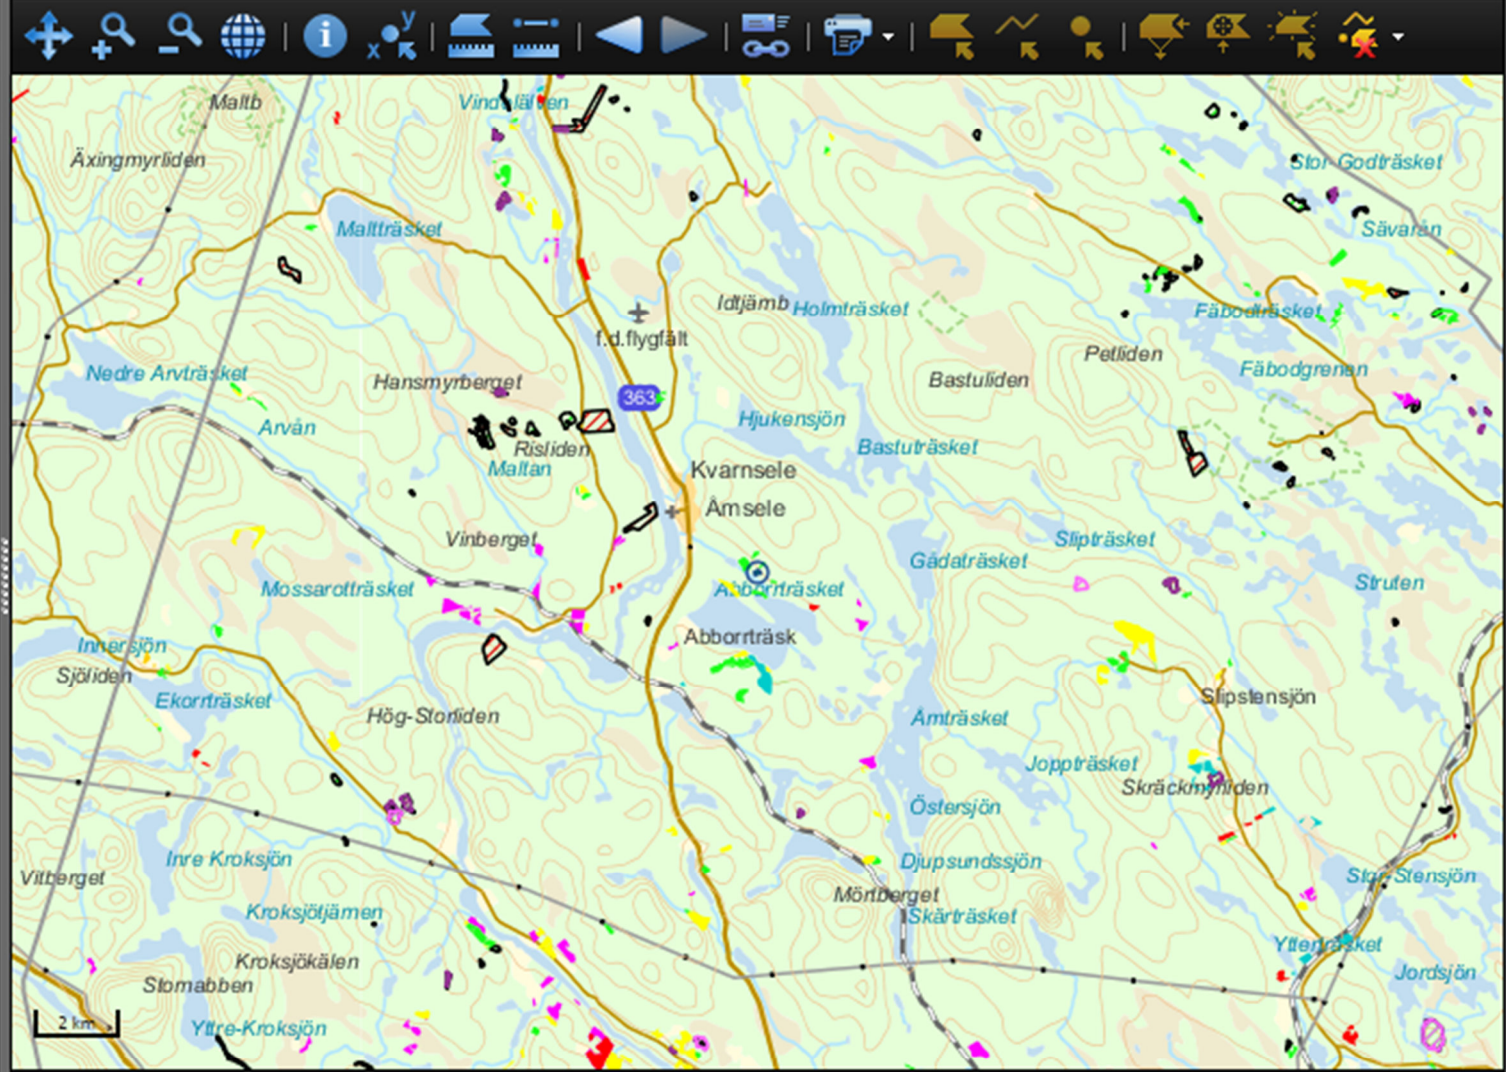 x y
i
Maltb
Vindelälven
Äxingmyrliden
Stor-Godträsket
Maltträsket
Sävarån
Idtjämb
Holmträsket
Fäbodträsket
f.d.flygfält
Nedre Arvträsket
Hansmyrberget
Bastuliden
Petliden
Fäbodgrenen
363
Arvån
Hjukensjön
Risliden
Bastuträsket
Maltan
Kvarnsele
Åmsele
Vinberget
Slipträsket
Gådaträsket
Mossarotträsket
Abborrträsket
Struten
Innersjön
Abborrträsk
Sjöliden
Ekorrträsket
Slipstensjön
Hög-Storliden
Åmträsket
Joppträsket
Skräckmyrliden
Östersjön
Inre Kroksjön
Djupsundssjön
Vitberget
Stor-Stensjön
Mörtberget
Kroksjötjärnen
Skärträsket
Ytterträsket
Kroksjökälen
Jordsjön
Stornabben
2 km
Yttre-Kroksjön